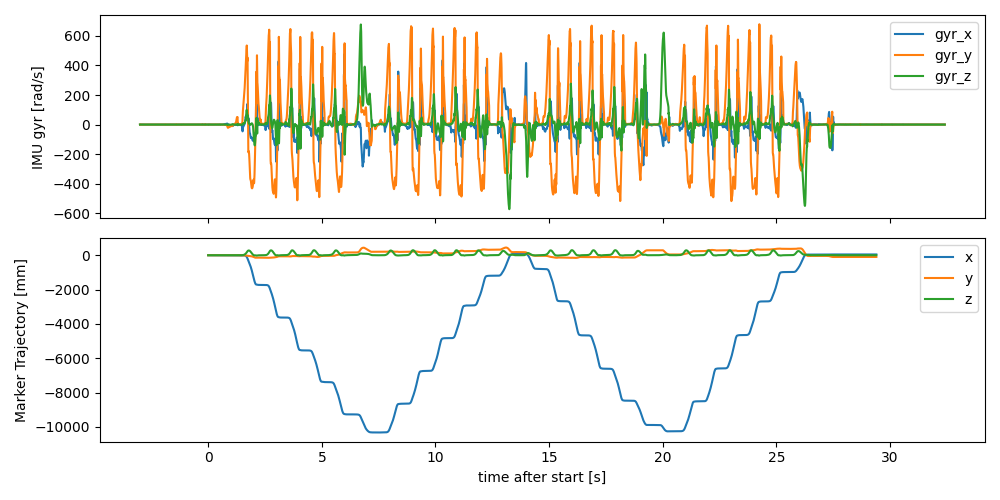 IMU gyr [rad/s]
600
400
200
0
−200
−400
−600
gyr_x
gyr_y
gyr_z
Marker Trajectory [mm]
0
−2000
−4000
−6000
−8000
−10000
x
y
z
0 5 10 15 20 25 30
time after start [s]